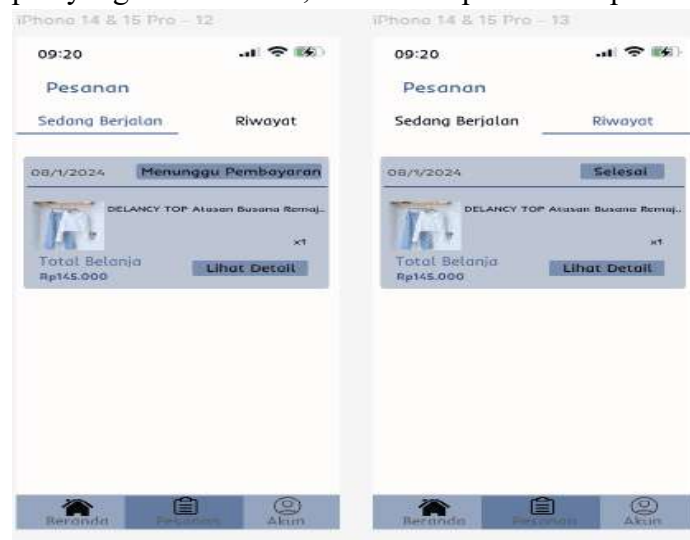 iPhone 14 & 15 Pro – 12
09:20
Pesanan
Sedang Berjalan Riwayat
08/1/2024 Menunggu Pembayaran
DELANCY TOP Atasan Busana Remaj..
x1
Total Belanja
Rp145.000
Lihat Detail
Beranda Pesanan Akun
iPhone 14 & 15 Pro – 13
09:20
Pesanan
Sedang Berjalan Riwayat
08/1/2024 Selesai
DELANCY TOP Atasan Busana Remaj..
x1
Total Belanja
Rp145.000
Lihat Detail
Beranda Pesanan Akun